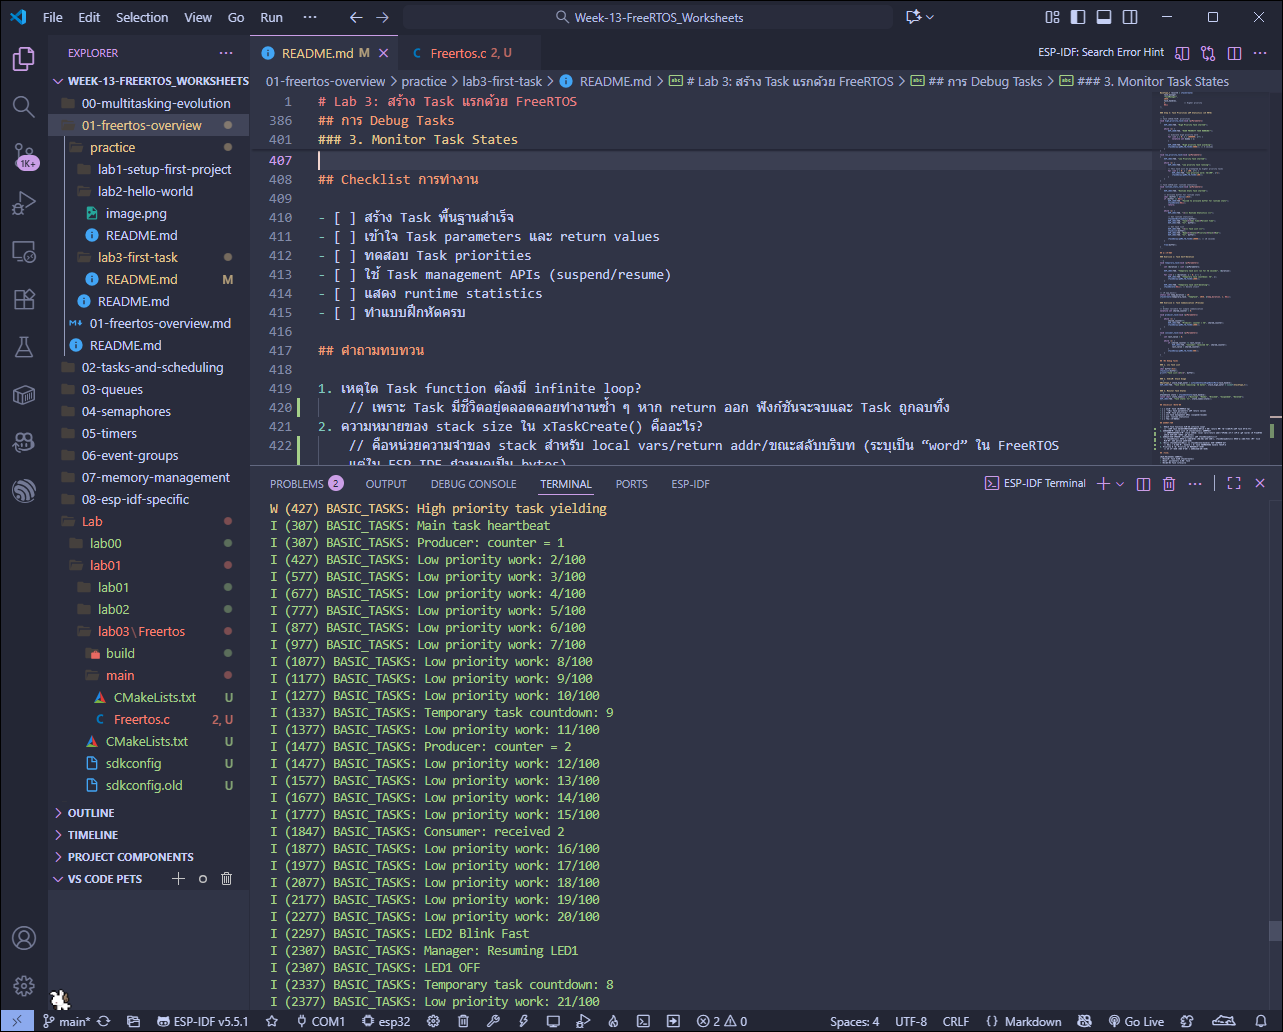 File Edit Selection View Go Run ··· Week-13-FreeRTOS_Worksheets
EXPLORER
WEEK-13-FREERTOS_WORKSHEETS
00-multitasking-evolution
01-freertos-overview
practice
lab1-setup-first-project
lab2-hello-world
image.png
README.md
lab3-first-task
README.md M
README.md
01-freertos-overview.md
README.md
02-tasks-and-scheduling
03-queues
04-semaphores
05-timers
06-event-groups
07-memory-management
08-esp-idf-specific
Lab
lab00
lab01
lab01
lab02
lab03\Freertos
build
main
CMakeLists.txt U
Freertos.c 2, U
CMakeLists.txt U
sdkconfig U
sdkconfig.old U
OUTLINE
TIMELINE
PROJECT COMPONENTS
VS CODE PETS
1K+
README.md M
Freertos.c 2, U
ESP-IDF: Search Error Hint
01-freertos-overview > practice > lab3-first-task > README.md > # Lab 3: สร้าง Task แรกด้วย FreeRTOS > ## การ Debug Tasks > ### 3. Monitor Task States
1 # Lab 3: สร้าง Task แรกด้วย FreeRTOS
386 ## การ Debug Tasks
401 ### 3. Monitor Task States
407
408 ## Checklist การทำงาน
409
410 - [ ] สร้าง Task พื้นฐานสำเร็จ
411 - [ ] เข้าใจ Task parameters และ return values
412 - [ ] ทดสอบ Task priorities
413 - [ ] ใช้ Task management APIs (suspend/resume)
414 - [ ] แสดง runtime statistics
415 - [ ] ทำแบบฝึกหัดครบ
416
417 ## คำถามทบทวน
418
419 1. เหตุใด Task function ต้องมี infinite loop?
420 // เพราะ Task มีชีวิตอยู่ตลอดคอยทำงานซ้ำ ๆ หาก return ออก ฟังก์ชันจะจบและ Task ถูกลบทิ้ง
421 2. ความหมายของ stack size ใน xTaskCreate() คืออะไร?
422 // คือหน่วยความจำของ stack สำหรับ local vars/return addr/ขณะสลับบริบท (ระบุเป็น “word” ใน FreeRTOS
แต่ใน ESP-IDF กำหนดเป็น bytes)
PROBLEMS 2 OUTPUT DEBUG CONSOLE TERMINAL PORTS ESP-IDF
ESP-IDF Terminal
W (427) BASIC_TASKS: High priority task yielding
I (307) BASIC_TASKS: Main task heartbeat
I (307) BASIC_TASKS: Producer: counter = 1
I (427) BASIC_TASKS: Low priority work: 2/100
I (577) BASIC_TASKS: Low priority work: 3/100
I (677) BASIC_TASKS: Low priority work: 4/100
I (777) BASIC_TASKS: Low priority work: 5/100
I (877) BASIC_TASKS: Low priority work: 6/100
I (977) BASIC_TASKS: Low priority work: 7/100
I (1077) BASIC_TASKS: Low priority work: 8/100
I (1177) BASIC_TASKS: Low priority work: 9/100
I (1277) BASIC_TASKS: Low priority work: 10/100
I (1337) BASIC_TASKS: Temporary task countdown: 9
I (1377) BASIC_TASKS: Low priority work: 11/100
I (1477) BASIC_TASKS: Producer: counter = 2
I (1477) BASIC_TASKS: Low priority work: 12/100
I (1577) BASIC_TASKS: Low priority work: 13/100
I (1677) BASIC_TASKS: Low priority work: 14/100
I (1777) BASIC_TASKS: Low priority work: 15/100
I (1847) BASIC_TASKS: Consumer: received 2
I (1877) BASIC_TASKS: Low priority work: 16/100
I (1977) BASIC_TASKS: Low priority work: 17/100
I (2077) BASIC_TASKS: Low priority work: 18/100
I (2177) BASIC_TASKS: Low priority work: 19/100
I (2277) BASIC_TASKS: Low priority work: 20/100
I (2297) BASIC_TASKS: LED2 Blink Fast
I (2307) BASIC_TASKS: Manager: Resuming LED1
I (2307) BASIC_TASKS: LED1 OFF
I (2337) BASIC_TASKS: Temporary task countdown: 8
I (2377) BASIC_TASKS: Low priority work: 21/100
main* ESP-IDF v5.5.1 COM1 esp32 2 0 Spaces: 4 UTF-8 CRLF {} Markdown Go Live